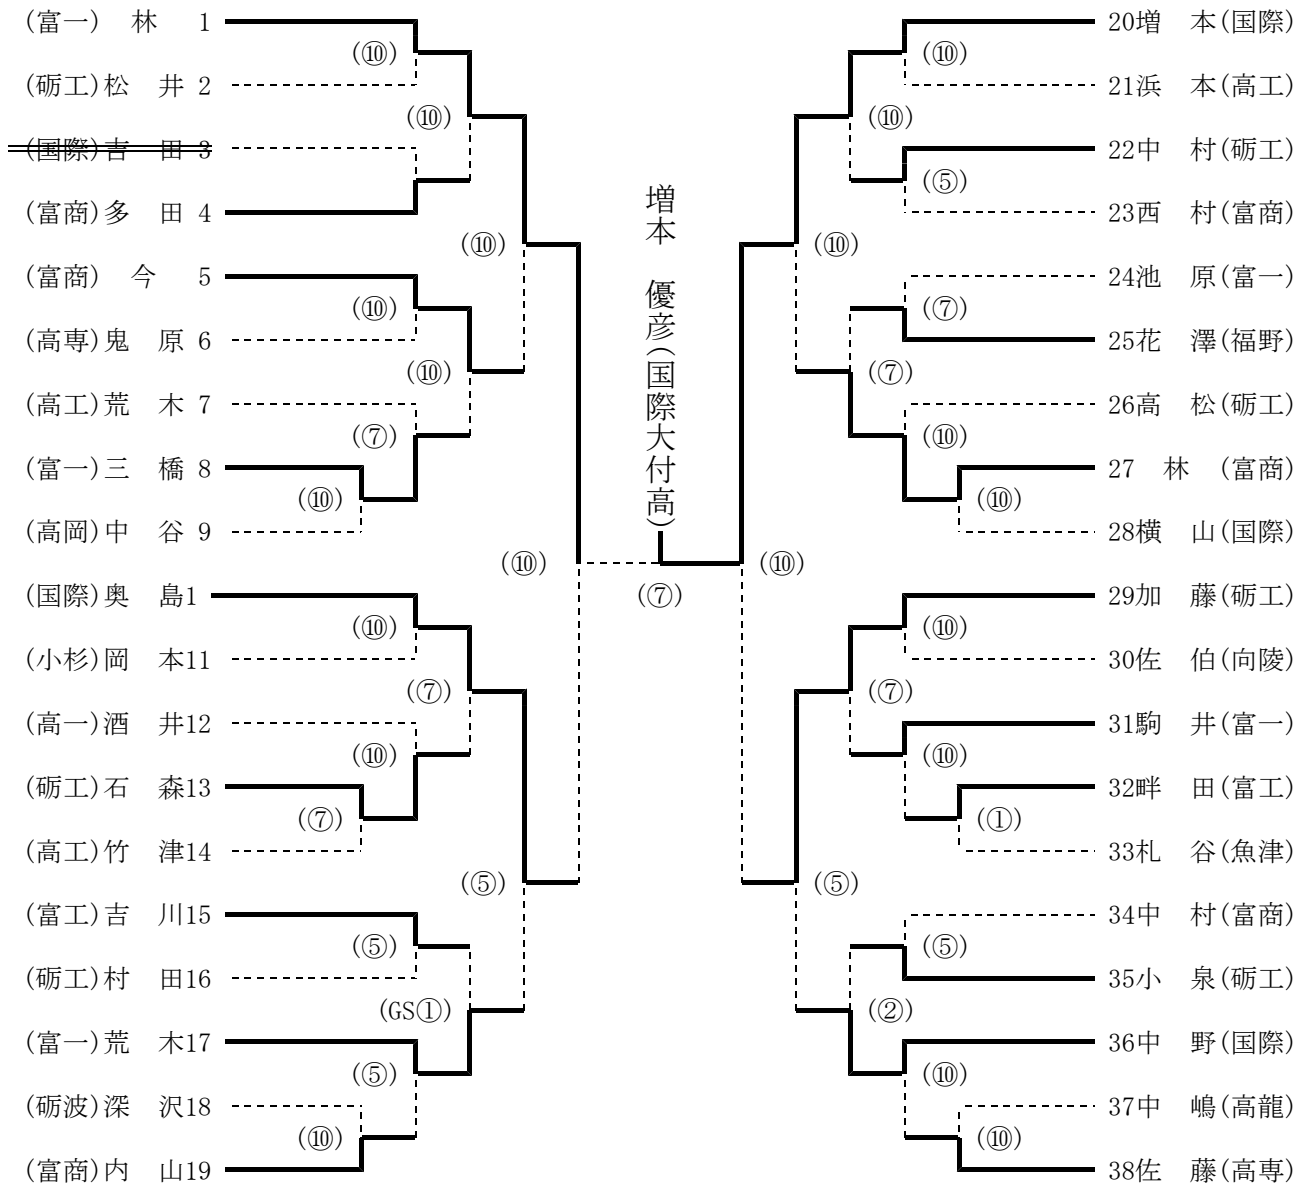 (富一) 林 1
(⑩)
(砺工)松 井 2
(⑩)
(国際)吉 田 3
(富商)多 田 4
(⑩)
(富商) 今 5
(⑩)
(高専)鬼 原 6
(⑩)
(高工)荒 木 7
(⑦)
(富一)三 橋 8
(⑩)
(高岡)中 谷 9
(⑩)
(国際)奥 島1
(⑩)
(小杉)岡 本11
(⑦)
(高一)酒 井12
(⑩)
(砺工)石 森13
(⑦)
(高工)竹 津14
(⑤)
(富工)吉 川15
(⑤)
(砺工)村 田16
(GS①)
(富一)荒 木17
(⑤)
(砺波)深 沢18
(⑩)
(富商)内 山19
増本 優彦(国際大付高)
(⑦)
20増 本(国際)
(⑩)
21浜 本(高工)
(⑩)
22中 村(砺工)
(⑤)
23西 村(富商)
(⑩)
24池 原(富一)
(⑦)
25花 澤(福野)
(⑦)
26高 松(砺工)
(⑩)
27 林 (富商)
(⑩)
28横 山(国際)
(⑩)
29加 藤(砺工)
(⑩)
30佐 伯(向陵)
(⑦)
31駒 井(富一)
(⑩)
32畔 田(富工)
(①)
33札 谷(魚津)
(⑤)
34中 村(富商)
(⑤)
35小 泉(砺工)
(②)
36中 野(国際)
(⑩)
37中 嶋(高龍)
(⑩)
38佐 藤(高専)